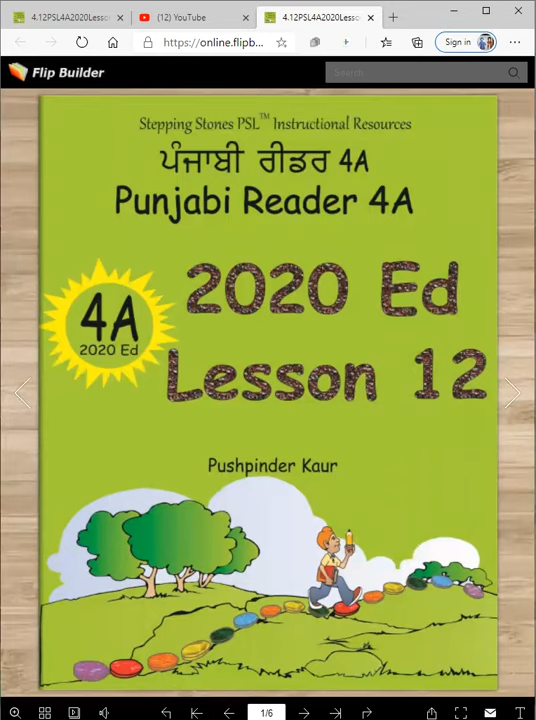 4.12PSL4A2020Lesso
(12) YouTube
4.12PSL4A2020Lesso
https://online.flipb...
Sign in
Flip Builder
Search
Stepping Stones PSL™ Instructional Resources
ਪੰਜਾਬੀ ਰੀਡਰ 4A
Punjabi Reader 4A
2020 Ed
4A
2020 Ed
Lesson 12
Pushpinder Kaur
1/6